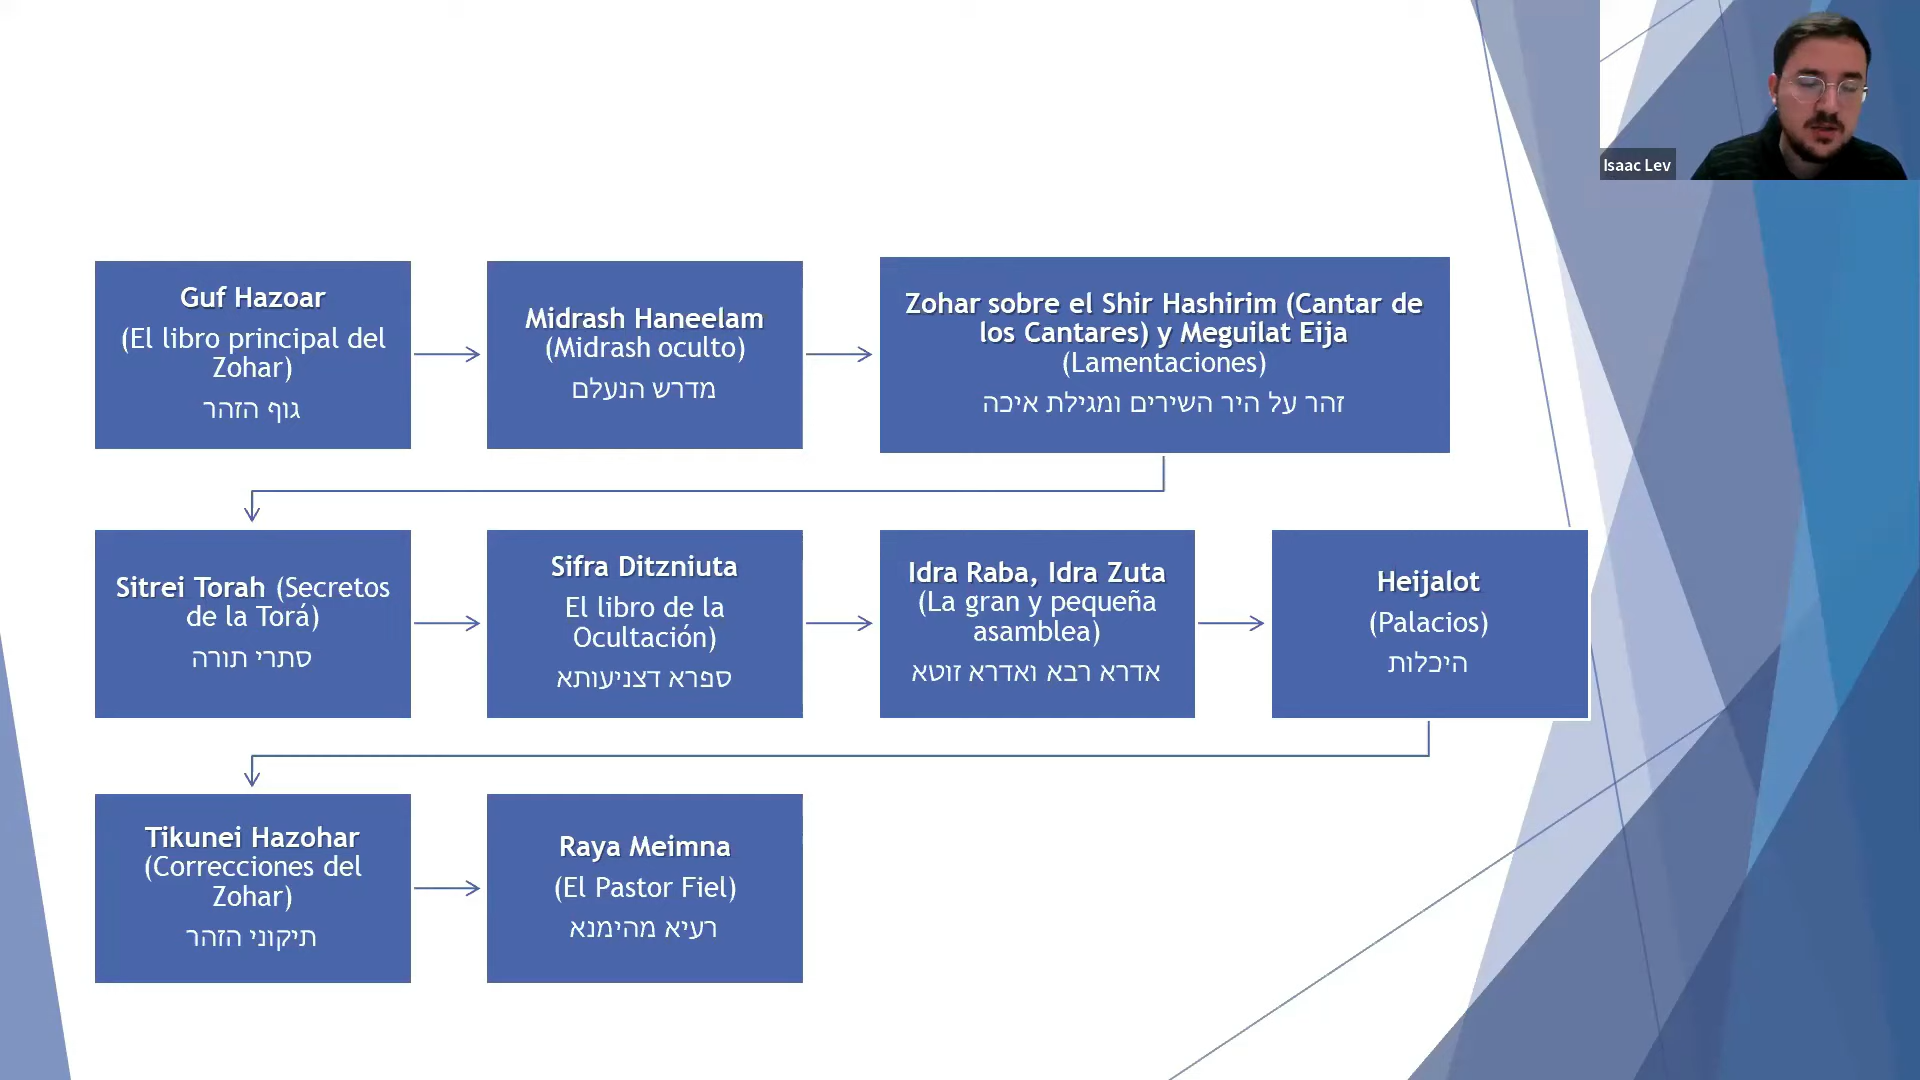 Isaac Lev
Guf Hazoar
(El libro principal del
Zohar)
גוף הזהר
Midrash Haneelam
(Midrash oculto)
מדרש הנעלם
Zohar sobre el Shir Hashirim (Cantar de
los Cantares) y Meguilat Eija
(Lamentaciones)
זהר על היר השירים ומגילת איכה
Sitrei Torah (Secretos
de la Torá)
סתרי תורה
Sifra Ditzniuta
El libro de la
Ocultación)
ספרא דצניעותא
Idra Raba, Idra Zuta
(La gran y pequeña
asamblea)
אדרא רבא ואדרא זוטא
Heijalot
(Palacios)
היכלות
Tikunei Hazohar
(Correcciones del
Zohar)
תיקוני הזהר
Raya Meimna
(El Pastor Fiel)
רעיא מהימנא